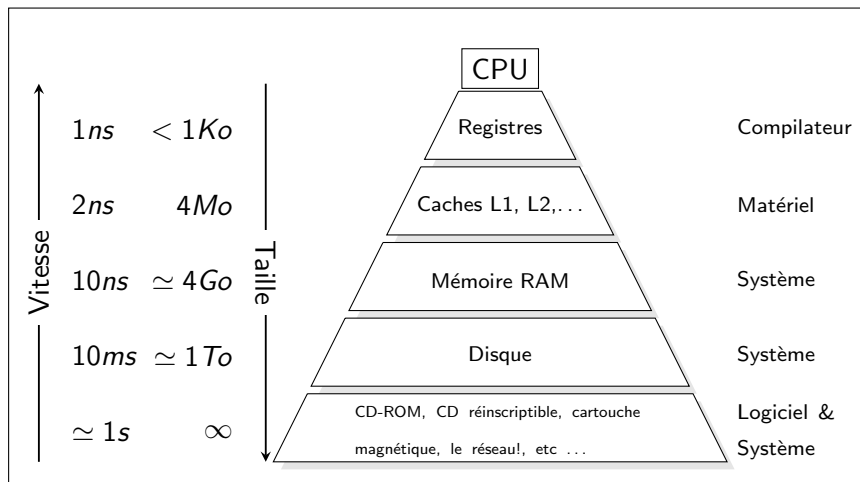 CPU
Vitesse
Taille
1ns < 1Ko Registres Compilateur
2ns 4Mo Caches L1, L2,... Matériel
10ns ≃ 4Go Mémoire RAM Système
10ms ≃ 1To Disque Système
≃ 1s ∞ CD-ROM, CD réinscriptible, cartouche Logiciel &
magnétique, le réseau!, etc ... Système